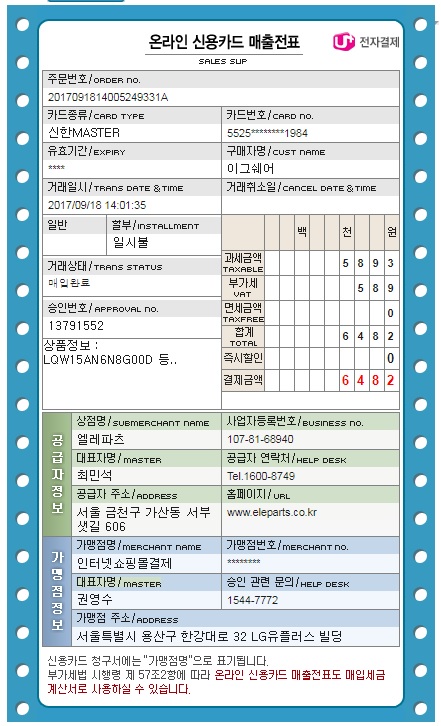 온라인 신용카드 매출전표
U+ 전자결제
SALES SLIP
주문번호/ORDER NO.
2017091814005249331A
카드종류/CARD TYPE
카드번호/CARD NO.
신한MASTER
5525********1984
유효기간/EXPIRY
구매자명/CUST NAME
****
이그쉐어
거래일시/TRANS DATE &TIME
거래취소일/CANCEL DATE &TIME
2017/09/18 14:01:35
일반
할부/INSTALLMENT
일시불
백 천 원
과세금액 TAXABLE 5 8 9 3
부가세 VAT 5 8 9
면세금액 TAXFREE 0
합계 TOTAL 6 4 8 2
즉시할인 0
결제금액 6 4 8 2
거래상태/TRANS STATUS
매입완료
승인번호/APPROVAL NO.
13791552
상품정보 :
LQW15AN6N8G00D 등..
공급자정보
상점명/SUBMERCHANT NAME
사업자등록번호/BUSINESS NO.
엘레파츠
107-81-68940
대표자명/MASTER
공급자 연락처/HELP DESK
최민석
Tel.1600-8749
공급자 주소/ADDRESS
홈페이지/URL
서울 금천구 가산동 서부
샛길 606
www.eleparts.co.kr
가맹점정보
가맹점명/MERCHANT NAME
가맹점번호/MERCHANT NO.
인터넷쇼핑몰결제
********
대표자명/MASTER
승인 관련 문의/HELP DESK
권영수
1544-7772
가맹점 주소/ADDRESS
서울특별시 용산구 한강대로 32 LG유플러스 빌딩
신용카드 청구서에는 "가맹점명"으로 표기됩니다.
부가세법 시행령 제 57조2항에 따라 온라인 신용카드 매출전표도 매입세금
계산서로 사용하실 수 있습니다.